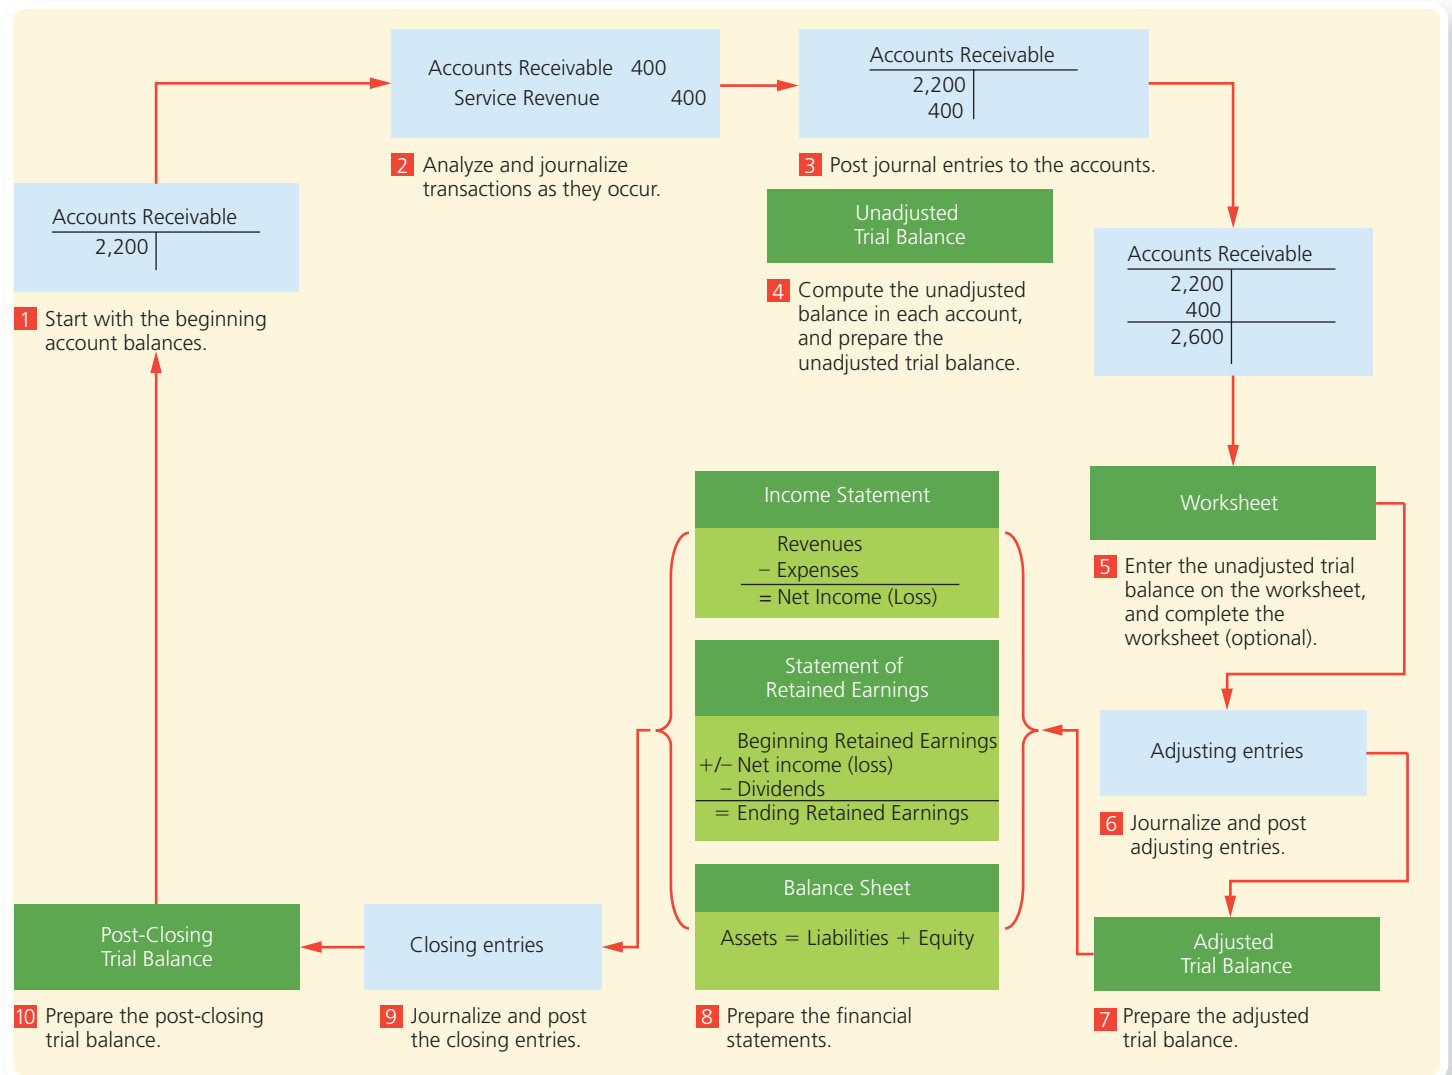 Accounts Receivable
2,200
1 Start with the beginning
account balances.
Accounts Receivable 400
Service Revenue 400
2 Analyze and journalize
transactions as they occur.
Accounts Receivable
2,200
400
3 Post journal entries to the accounts.
Unadjusted
Trial Balance
4 Compute the unadjusted
balance in each account,
and prepare the
unadjusted trial balance.
Accounts Receivable
2,200
400
2,600
Worksheet
5 Enter the unadjusted trial
balance on the worksheet,
and complete the
worksheet (optional).
Adjusting entries
6 Journalize and post
adjusting entries.
Adjusted
Trial Balance
7 Prepare the adjusted
trial balance.
Income Statement
Revenues
– Expenses
= Net Income (Loss)
Statement of
Retained Earnings
Beginning Retained Earnings
+/– Net income (loss)
– Dividends
= Ending Retained Earnings
Balance Sheet
Assets = Liabilities + Equity
8 Prepare the financial
statements.
Closing entries
9 Journalize and post
the closing entries.
Post-Closing
Trial Balance
10 Prepare the post-closing
trial balance.